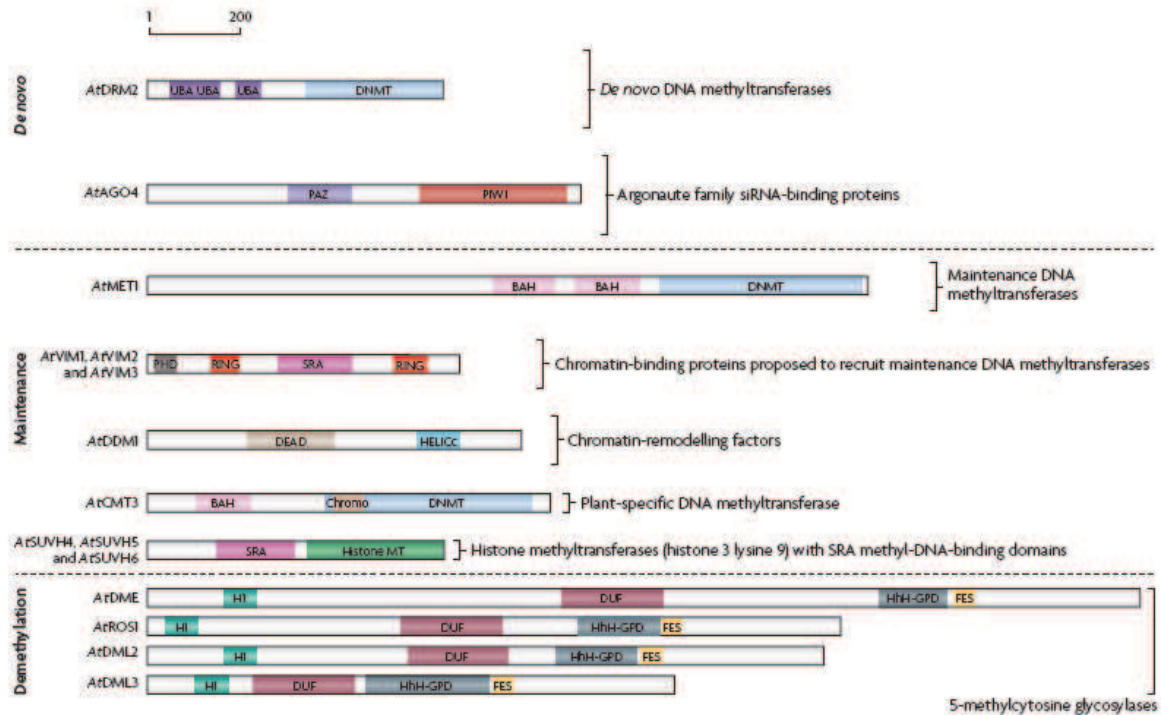 1 200
De novo
AtDRM2 UBA UBA UBA DNMT De novo DNA methyltransferases
AtAGO4 PAZ PIWI Argonaute family siRNA-binding proteins
Maintenance
AtMET1 BAH BAH DNMT Maintenance DNA
methyltransferases
AtVIM1, AtVIM2
and AtVIM3 PHD RING SRA RING Chromatin-binding proteins proposed to recruit maintenance DNA methyltransferases
AtDDM1 DEAD HELICc Chromatin-remodelling factors
AtCMT3 BAH Chromo DNMT Plant-specific DNA methyltransferase
AtSUVH4, AtSUVH5
and AtSUVH6 SRA Histone MT Histone methyltransferases (histone 3 lysine 9) with SRA methyl-DNA-binding domains
Demethylation
AtDME H1 DUF HhH-GPD FES
AtROS1 H1 DUF HhH-GPD FES
AtDML2 H1 DUF HhH-GPD FES
AtDML3 H1 DUF HhH-GPD FES
5-methylcytosine glycosylases